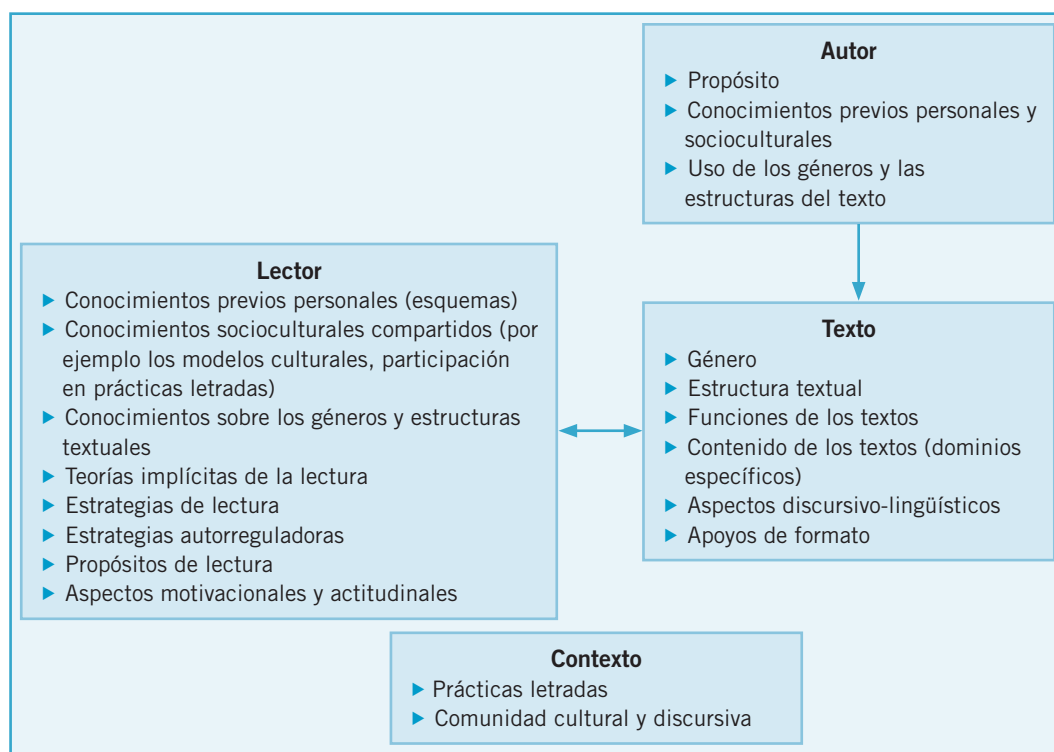 Autor
▶ Propósito
▶ Conocimientos previos personales y
socioculturales
▶ Uso de los géneros y las
estructuras del texto
Lector
▶ Conocimientos previos personales (esquemas)
▶ Conocimientos socioculturales compartidos (por
ejemplo los modelos culturales, participación
en prácticas letradas)
▶ Conocimientos sobre los géneros y estructuras
textuales
▶ Teorías implícitas de la lectura
▶ Estrategias de lectura
▶ Estrategias autorreguladoras
▶ Propósitos de lectura
▶ Aspectos motivacionales y actitudinales
Texto
▶ Género
▶ Estructura textual
▶ Funciones de los textos
▶ Contenido de los textos (dominios
específicos)
▶ Aspectos discursivo-lingüísticos
▶ Apoyos de formato
Contexto
▶ Prácticas letradas
▶ Comunidad cultural y discursiva